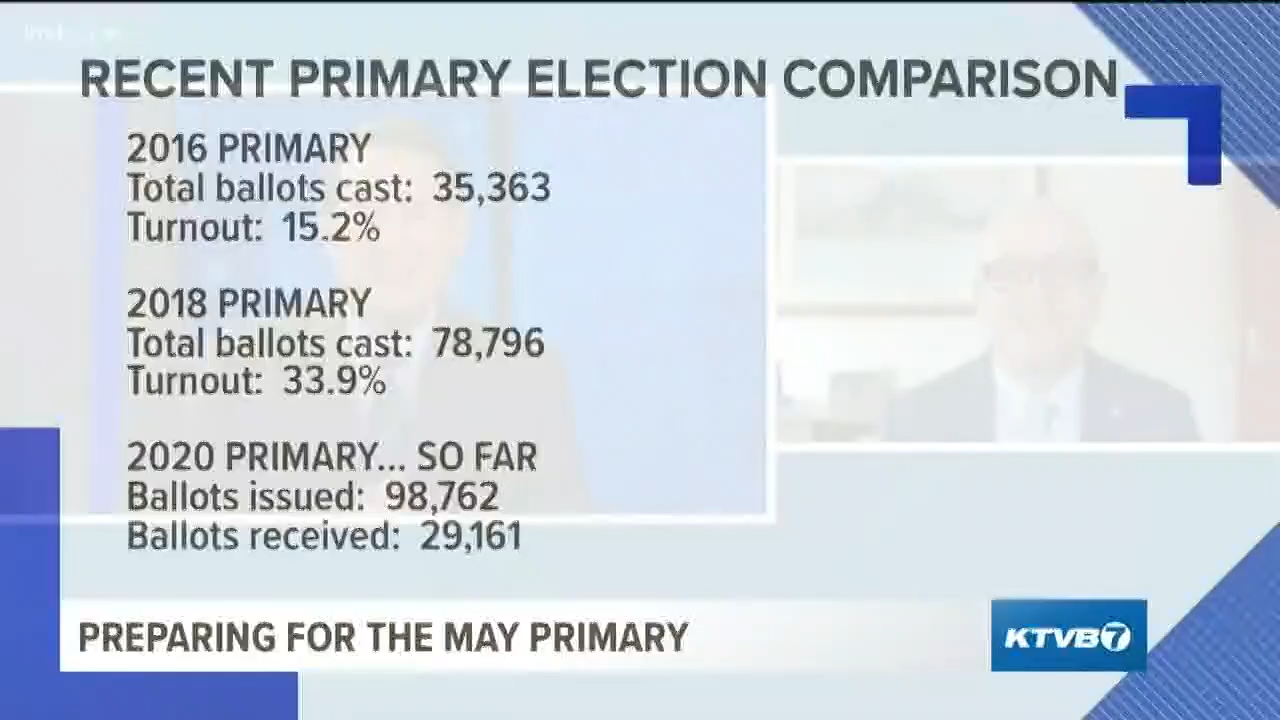 RECENT PRIMARY ELECTION COMPARISON
2016 PRIMARY
Total ballots cast: 35,363
Turnout: 15.2%
2018 PRIMARY
Total ballots cast: 78,796
Turnout: 33.9%
2020 PRIMARY... SO FAR
Ballots issued: 98,762
Ballots received: 29,161
PREPARING FOR THE MAY PRIMARY
KTVB7